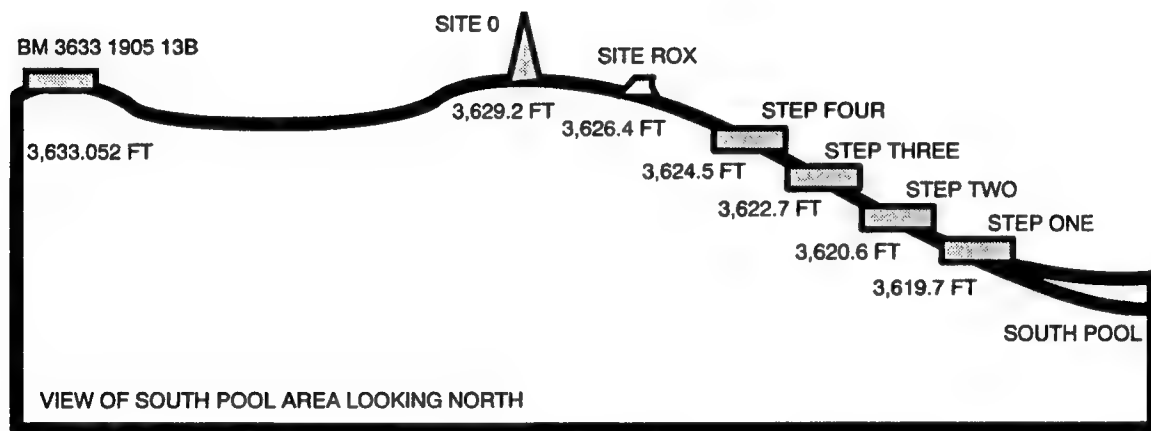 SITE 0
BM 3633 1905 13B
SITE ROX
3,629.2 FT
STEP FOUR
3,626.4 FT
3,633.052 FT
STEP THREE
3,624.5 FT
STEP TWO
3,622.7 FT
STEP ONE
3,620.6 FT
3,619.7 FT
SOUTH POOL
VIEW OF SOUTH POOL AREA LOOKING NORTH